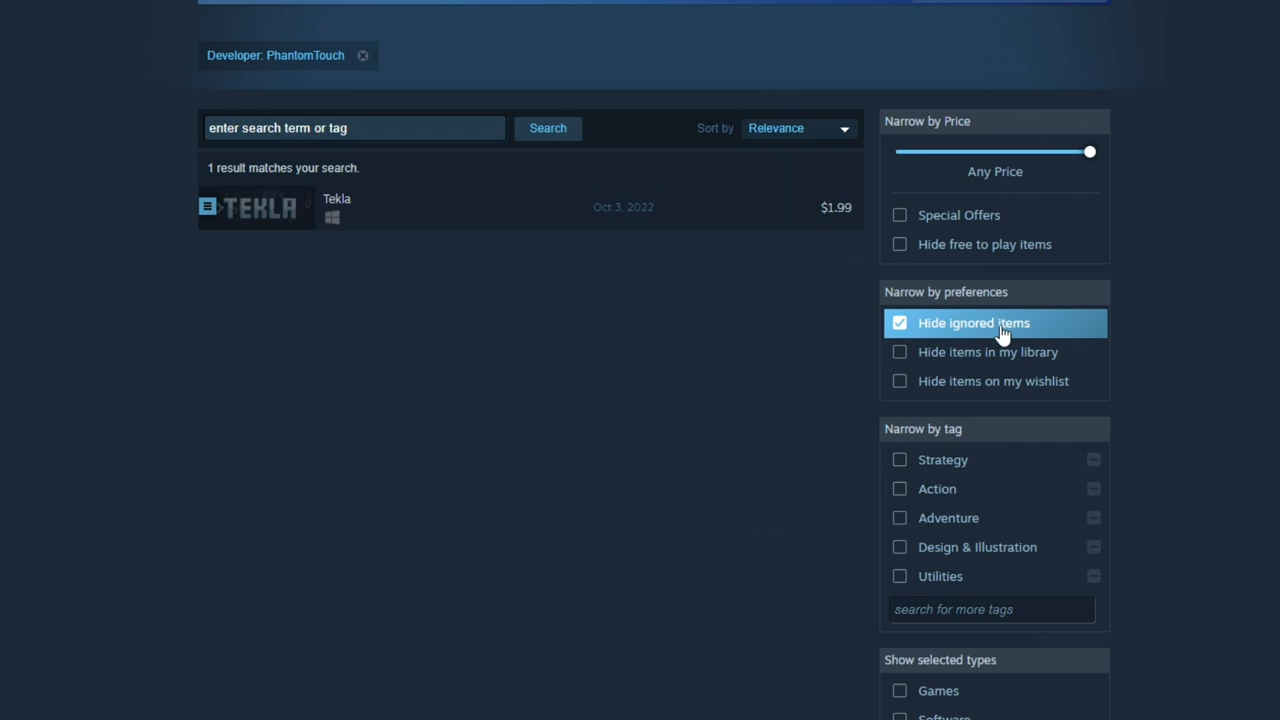 Developer: PhantomTouch
enter search term or tag
Search
Sort by
Relevance
1 result matches your search.
TEKLA
Tekla
Oct 3, 2022
$1.99
Narrow by Price
Any Price
Special Offers
Hide free to play items
Narrow by preferences
Hide ignored items
Hide items in my library
Hide items on my wishlist
Narrow by tag
Strategy
Action
Adventure
Design & Illustration
Utilities
search for more tags
Show selected types
Games
Software